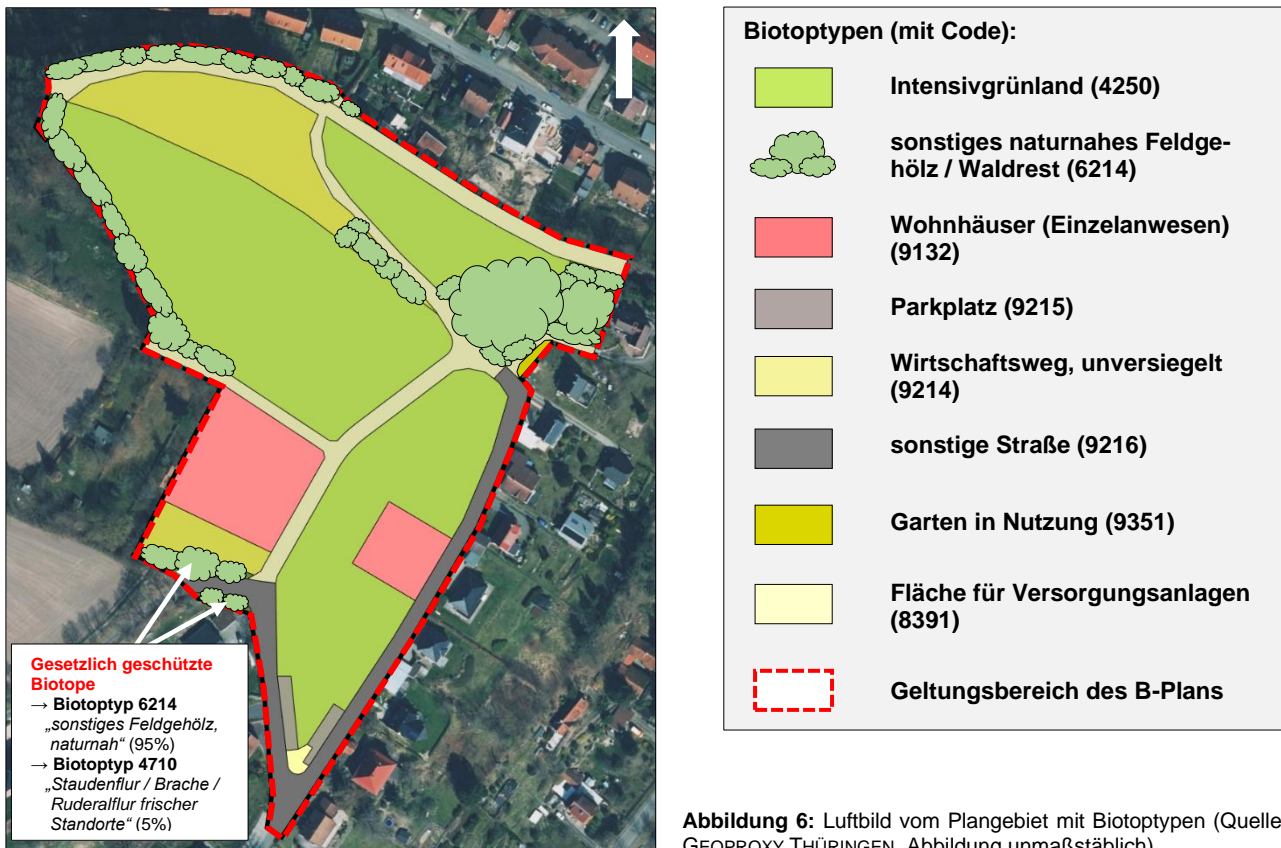 Biotoptypen (mit Code):
Intensivgrünland (4250)
sonstiges naturnahes Feldge-
hölz / Waldrest (6214)
Wohnhäuser (Einzelanwesen)
(9132)
Parkplatz (9215)
Wirtschaftsweg, unversiegelt
(9214)
sonstige Straße (9216)
Garten in Nutzung (9351)
Fläche für Versorgungsanlagen
(8391)
Geltungsbereich des B-Plans
Gesetzlich geschützte
Biotope
→ Biotoptyp 6214
„sonstiges Feldgehölz,
naturnah“ (95%)
→ Biotoptyp 4710
„Staudenflur / Brache /
Ruderalflur frischer
Standorte“ (5%)
Abbildung 6: Luftbild vom Plangebiet mit Biotoptypen (Quelle
GEOPROXY THÜRINGEN, Abbildung unmaßstäblich)